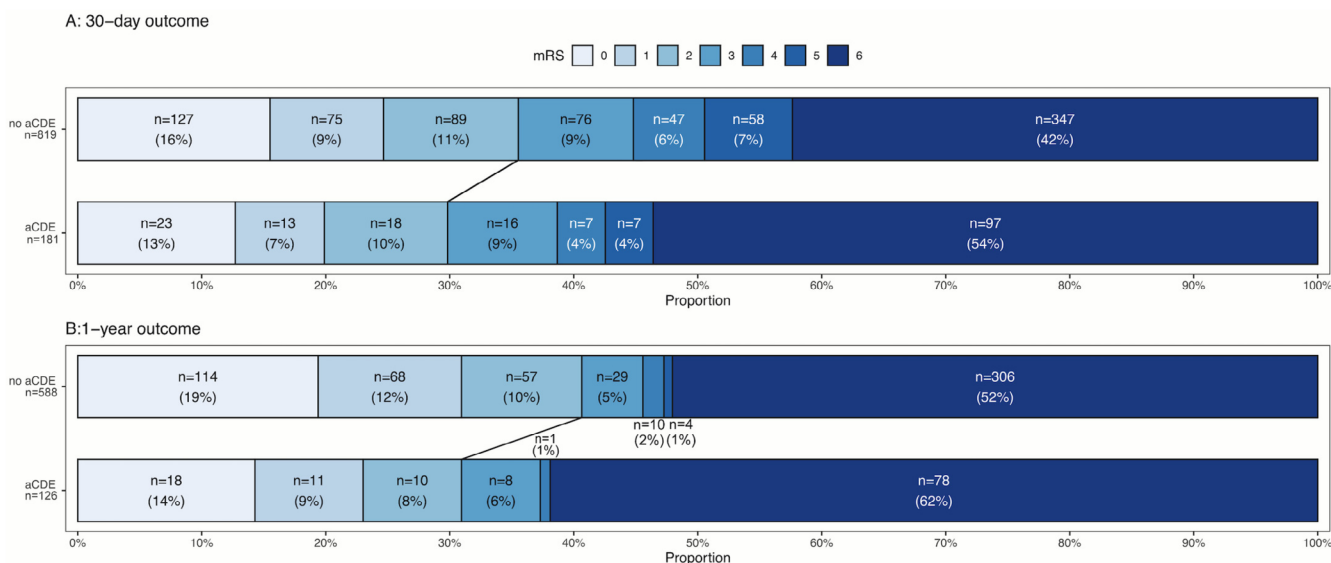 A: 30−day outcome
mRS 0 1 2 3 4 5 6
no aCDE
n=819
n=127 n=75 n=89 n=76 n=47 n=58 n=347
(16%) (9%) (11%) (9%) (6%) (7%) (42%)
aCDE
n=181
n=23 n=13 n=18 n=16 n=7 n=7 n=97
(13%) (7%) (10%) (9%) (4%) (4%) (54%)
0% 10% 20% 30% 40% 50% 60% 70% 80% 90% 100%
Proportion
B:1−year outcome
no aCDE
n=588
n=114 n=68 n=57 n=29 n=306
(19%) (12%) (10%) (5%) (52%)
n=10 n=4
(2%) (1%)
n=1
(1%)
aCDE
n=126
n=18 n=11 n=10 n=8 n=78
(14%) (9%) (8%) (6%) (62%)
0% 10% 20% 30% 40% 50% 60% 70% 80% 90% 100%
Proportion